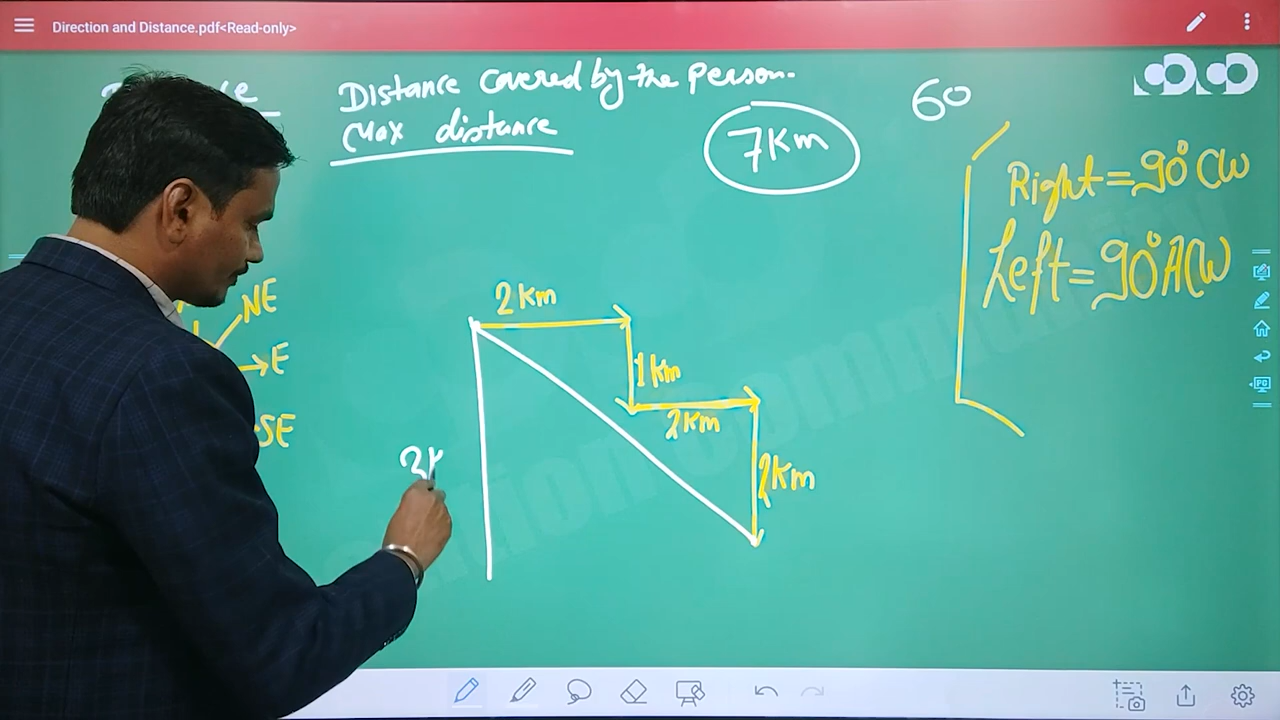 Direction and Distance.pdf<Read-only>
Distance covered by the Person.
Max distance
7Km
60
Right = 90° CW
Left = 90° ACW
NE
E
SE
2Km
1Km
2Km
2Km